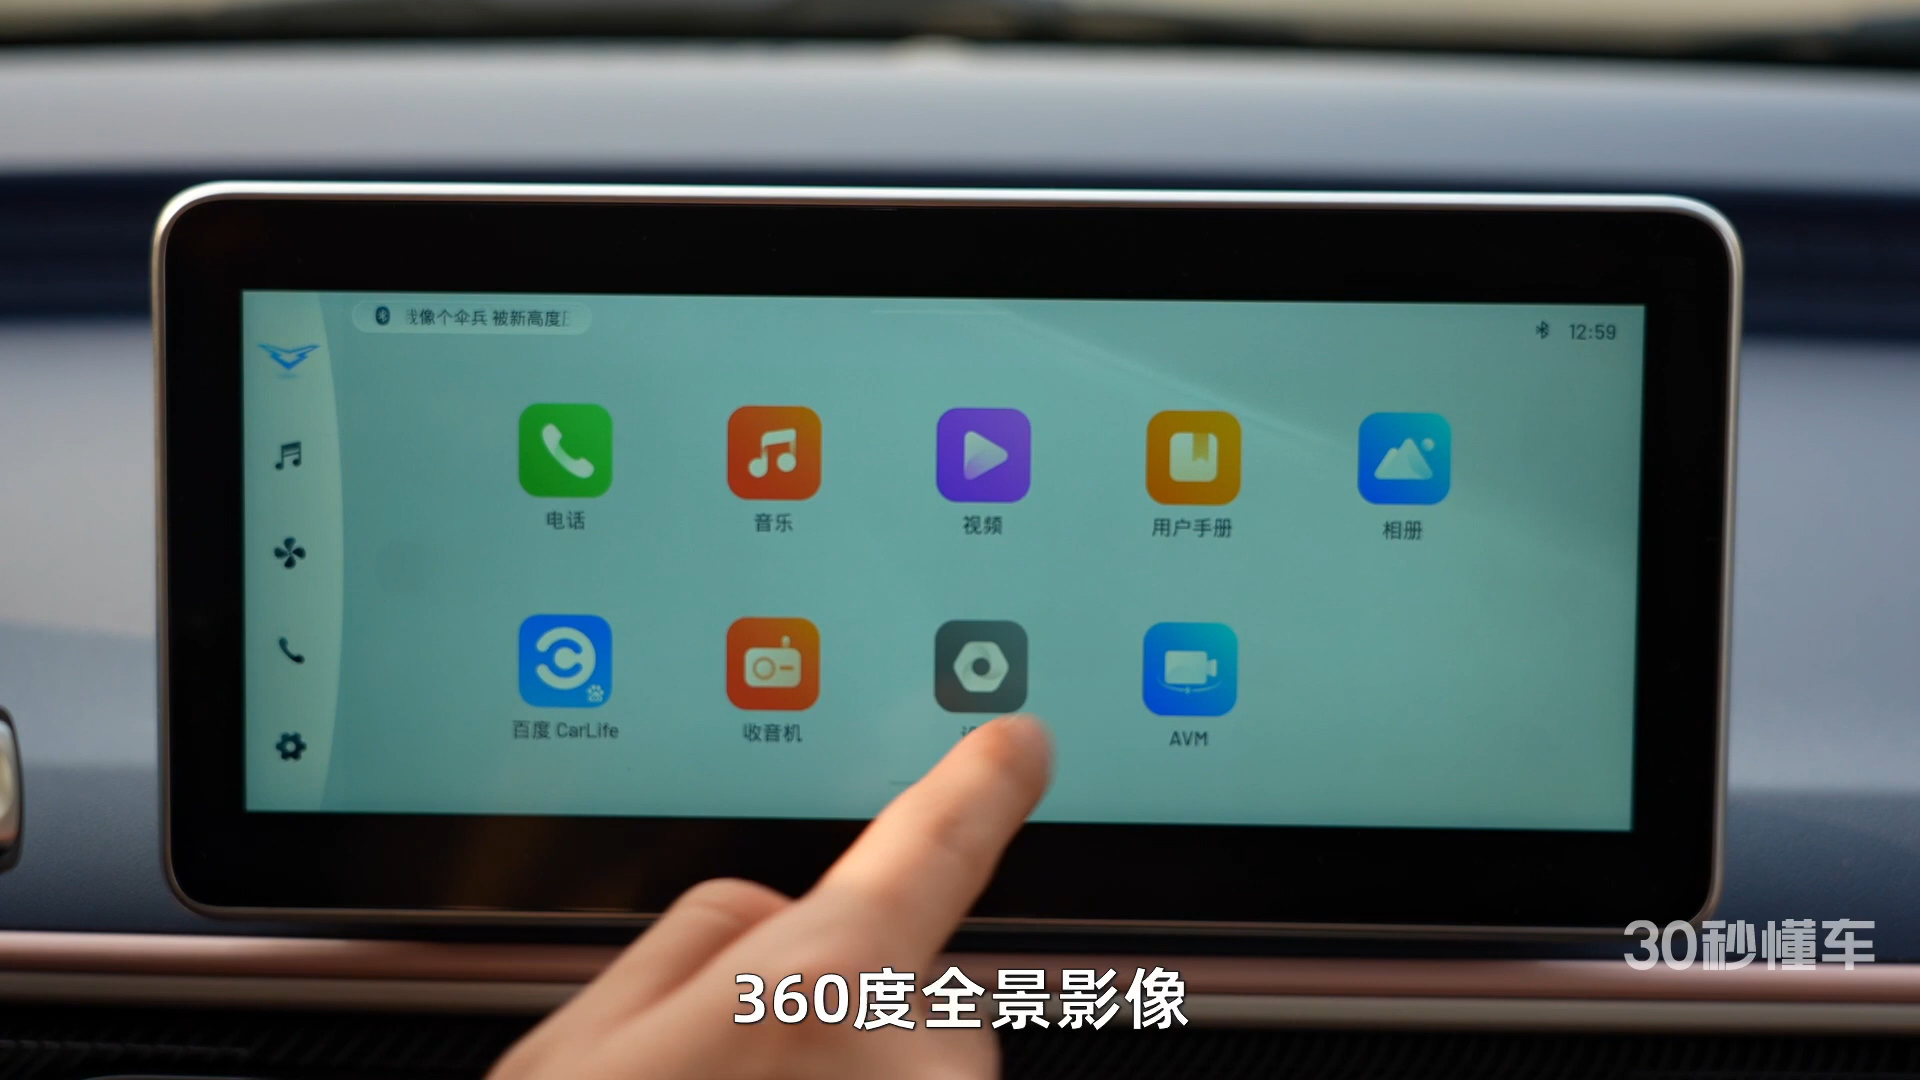 我像个伞兵 被新高度
12:59
电话
音乐
视频
用户手册
相册
百度 CarLife
收音机
AVM
30秒懂车
360度全景影像